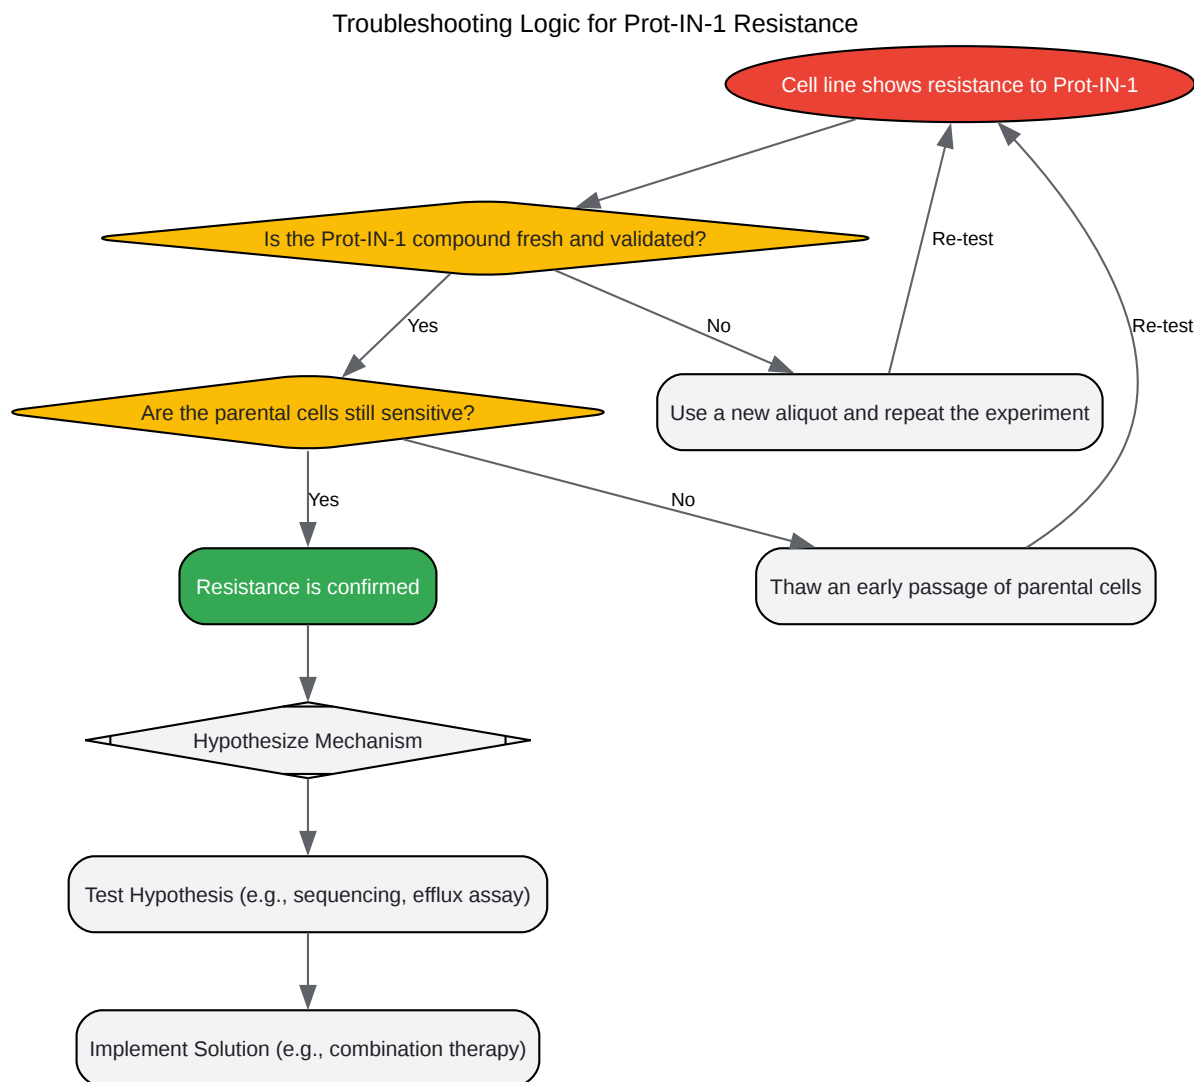 Troubleshooting Logic for Prot-IN-1 Resistance
Cell line shows resistance to Prot-IN-1
Is the Prot-IN-1 compound fresh and validated?
Re-test
Yes
No
Re-test
Are the parental cells still sensitive?
Use a new aliquot and repeat the experiment
Yes
No
Resistance is confirmed
Thaw an early passage of parental cells
Hypothesize Mechanism
Test Hypothesis (e.g., sequencing, efflux assay)
Implement Solution (e.g., combination therapy)